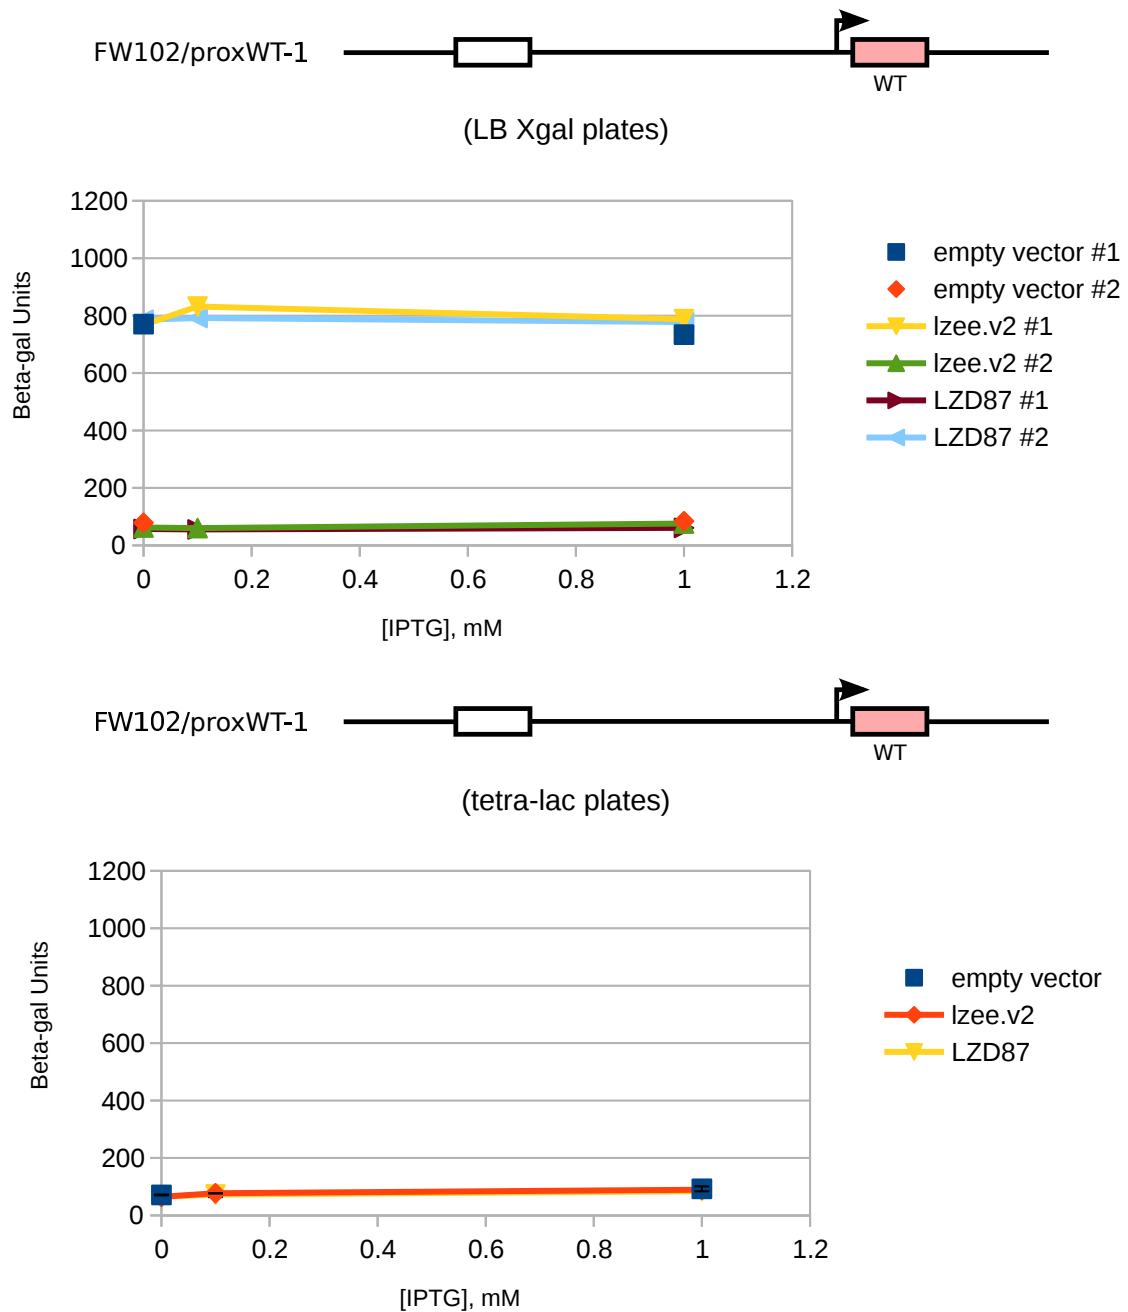 FW102/proxWT-1
WT
(LB Xgal plates)
1200
1000
800
600
400
200
0
Beta-gal Units
0 0.2 0.4 0.6 0.8 1 1.2
[IPTG], mM
empty vector #1
empty vector #2
lzee.v2 #1
lzee.v2 #2
LZD87 #1
LZD87 #2
FW102/proxWT-1
WT
(tetra-lac plates)
1200
1000
800
600
400
200
0
Beta-gal Units
0 0.2 0.4 0.6 0.8 1 1.2
[IPTG], mM
empty vector
lzee.v2
LZD87